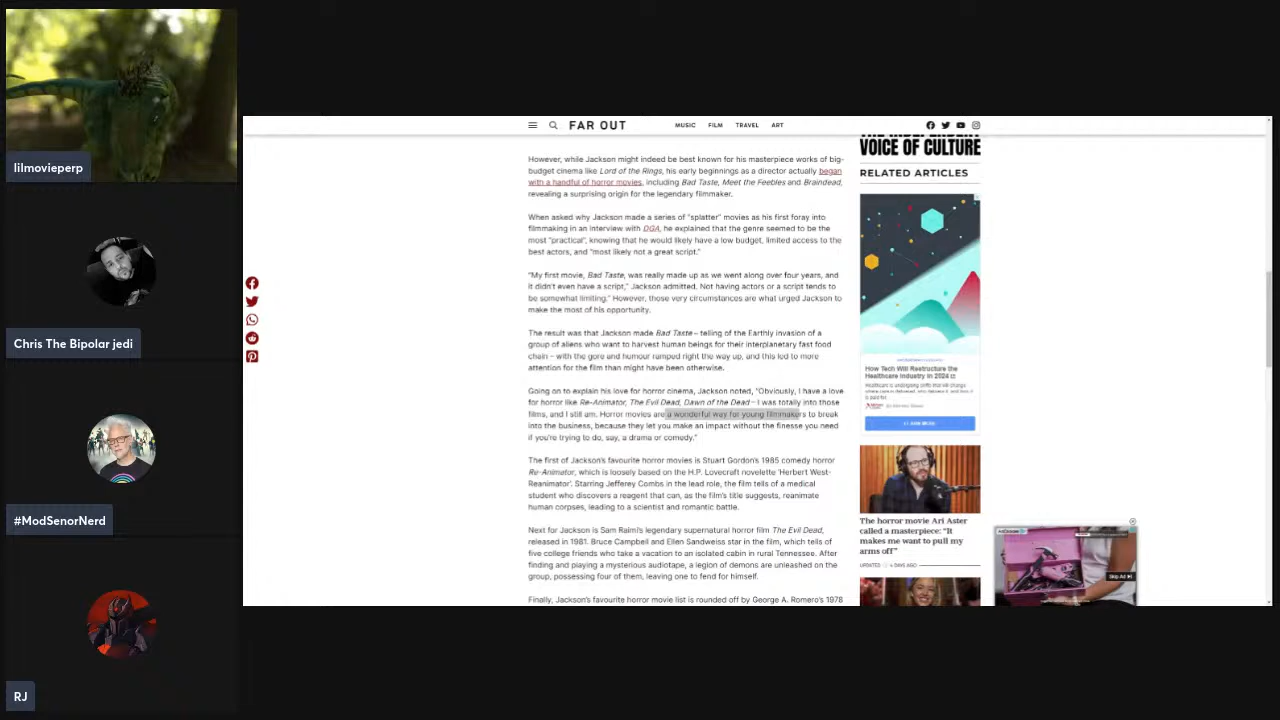 lilmovieperp
Chris The Bipolar jedi
#ModSenorNerd
RJ
FAR OUT
MUSIC FILM TRAVEL ART
However, while Jackson might indeed be best known for his masterpiece works of big-
budget cinema like Lord of the Rings, his early beginnings as a director actually began
with a handful of horror movies, including Bad Taste, Meet the Feebles and Braindead,
revealing a surprising origin for the legendary filmmaker.
When asked why Jackson made a series of "splatter" movies as his first foray into
filmmaking in an interview with DGA, he explained that the genre seemed to be the
most "practical", knowing that he would likely have a low budget, limited access to the
best actors, and "most likely not a great script."
"My first movie, Bad Taste, was really made up as we went along over four years, and
it didn't even have a script," Jackson admitted. Not having actors or a script tends to
be somewhat limiting." However, those very circumstances are what urged Jackson to
make the most of his opportunity.
The result was that Jackson made Bad Taste – telling of the Earthly invasion of a
group of aliens who want to harvest human beings for their interplanetary fast food
chain – with the gore and humour ramped right the way up, and this led to more
attention for the film than might have been otherwise.
Going on to explain his love for horror cinema, Jackson noted, "Obviously, I have a love
for horror like Re-Animator, The Evil Dead, Dawn of the Dead – I was totally into those
films, and I still am. Horror movies are a wonderful way for young filmmakers to break
into the business, because they let you make an impact without the finesse you need
if you're trying to do, say, a drama or comedy."
The first of Jackson's favourite horror movies is Stuart Gordon's 1985 comedy horror
Re-Animator, which is loosely based on the H.P. Lovecraft novelette 'Herbert West-
Reanimator'. Starring Jefferey Combs in the lead role, the film tells of a medical
student who discovers a reagent that can, as the film's title suggests, reanimate
human corpses, leading to a scientist and romantic battle.
Next for Jackson is Sam Raimi's legendary supernatural horror film The Evil Dead,
released in 1981. Bruce Campbell and Ellen Sandweiss star in the film, which tells of
five college friends who take a vacation to an isolated cabin in rural Tennessee. After
finding and playing a mysterious audiotape, a legion of demons are unleashed on the
group, possessing four of them, leaving one to fend for himself.
Finally, Jackson's favourite horror movie list is rounded off by George A. Romero's 1978
THE INDEPENDENT
VOICE OF CULTURE
RELATED ARTICLES
How Tech Will Restructure the
Healthcare Industry in 2024
The horror movie Ari Aster
called a masterpiece: "It
makes me want to pull my
arms off"
UPDATED 4 DAYS AGO
Skip Ad